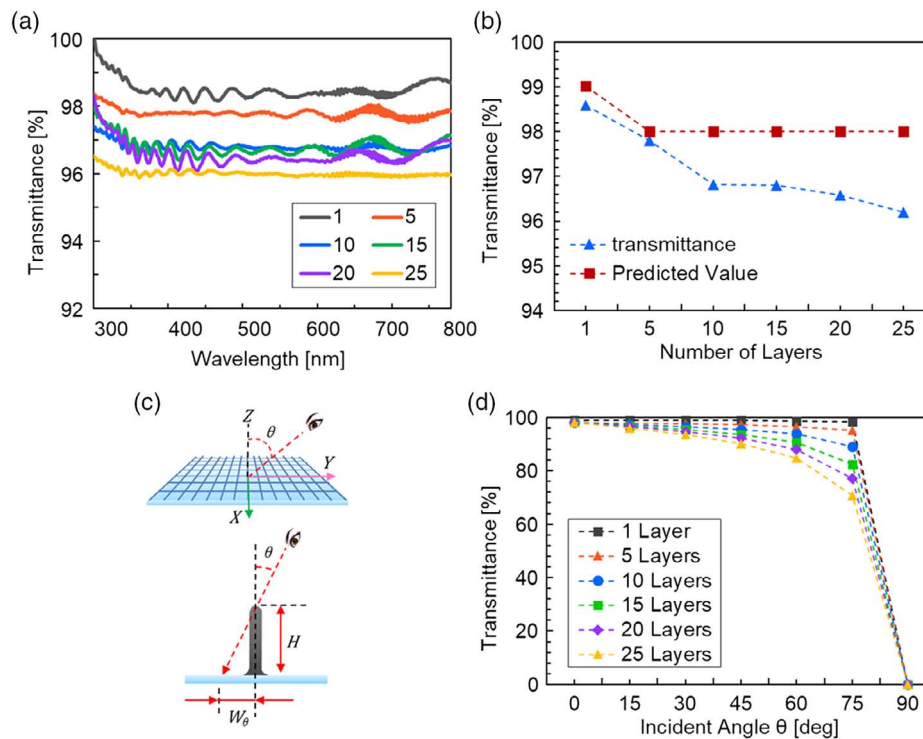 (a)
100
98
96
94
92
Transmittance [%]
1 5
10 15
20 25
300 400 500 600 700 800
Wavelength [nm]
(b)
100
99
98
97
96
95
94
Transmittance [%]
transmittance
Predicted Value
1 5 10 15 20 25
Number of Layers
(c)
Z
θ
Y
X
θ
H
Wθ
(d)
100
80
60
40
20
0
Transmittance [%]
1 Layer
5 Layers
10 Layers
15 Layers
20 Layers
25 Layers
0 15 30 45 60 75 90
Incident Angle θ [deg]